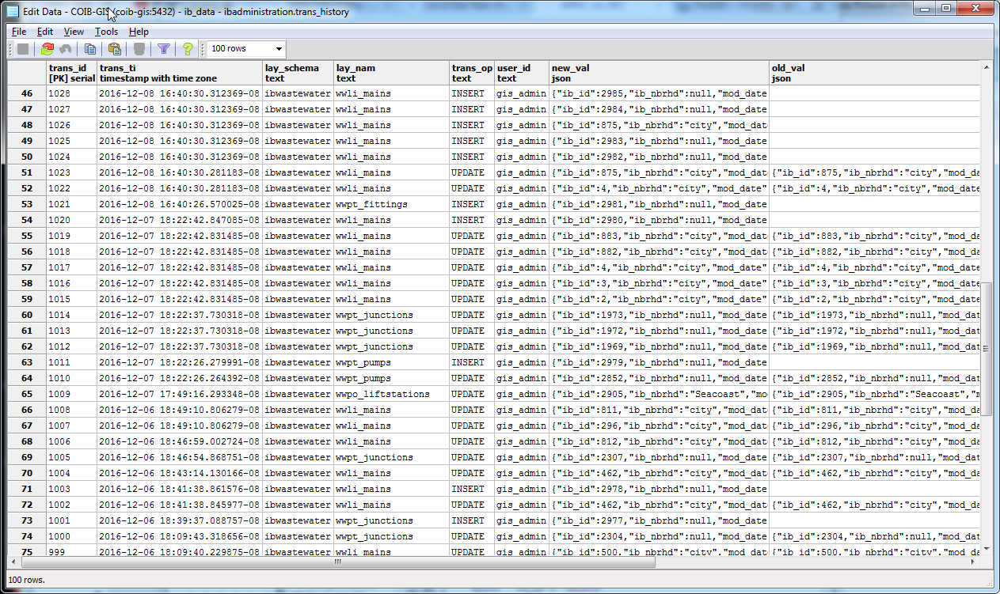 Edit Data - COIB-GIS (coib-gis:5432) - ib_data - ibadministration.trans_history
File Edit View Tools Help
100 rows
trans_id trans_ti lay_schema lay_nam trans_op user_id new_val old_val
[PK] serial timestamp with time zone text text text text json json
46 1028 2016-12-08 16:40:30.312369-08 ibwastewater wwli_mains INSERT gis_admin {"ib_id":2985,"ib_nbrhd":null,"mod_date
47 1027 2016-12-08 16:40:30.312369-08 ibwastewater wwli_mains INSERT gis_admin {"ib_id":2984,"ib_nbrhd":null,"mod_date
48 1026 2016-12-08 16:40:30.312369-08 ibwastewater wwli_mains INSERT gis_admin {"ib_id":875,"ib_nbrhd":"city","mod_date
49 1025 2016-12-08 16:40:30.312369-08 ibwastewater wwli_mains INSERT gis_admin {"ib_id":2983,"ib_nbrhd":null,"mod_date
50 1024 2016-12-08 16:40:30.312369-08 ibwastewater wwli_mains INSERT gis_admin {"ib_id":2982,"ib_nbrhd":null,"mod_date
51 1023 2016-12-08 16:40:30.281183-08 ibwastewater wwli_mains UPDATE gis_admin {"ib_id":875,"ib_nbrhd":"city","mod_dat {"ib_id":875,"ib_nbrhd":"city","mod_da
52 1022 2016-12-08 16:40:30.281183-08 ibwastewater wwli_mains UPDATE gis_admin {"ib_id":4,"ib_nbrhd":"city","mod_date" {"ib_id":4,"ib_nbrhd":"city","mod_date
53 1021 2016-12-08 16:40:26.570025-08 ibwastewater wwpt_fittings INSERT gis_admin {"ib_id":2981,"ib_nbrhd":null,"mod_date
54 1020 2016-12-07 18:22:42.847085-08 ibwastewater wwli_mains INSERT gis_admin {"ib_id":2980,"ib_nbrhd":null,"mod_date
55 1019 2016-12-07 18:22:42.831485-08 ibwastewater wwli_mains UPDATE gis_admin {"ib_id":883,"ib_nbrhd":"city","mod_dat {"ib_id":883,"ib_nbrhd":"city","mod_da
56 1018 2016-12-07 18:22:42.831485-08 ibwastewater wwli_mains UPDATE gis_admin {"ib_id":882,"ib_nbrhd":"city","mod_dat {"ib_id":882,"ib_nbrhd":"city","mod_da
57 1017 2016-12-07 18:22:42.831485-08 ibwastewater wwli_mains UPDATE gis_admin {"ib_id":4,"ib_nbrhd":"city","mod_date" {"ib_id":4,"ib_nbrhd":"city","mod_date
58 1016 2016-12-07 18:22:42.831485-08 ibwastewater wwli_mains UPDATE gis_admin {"ib_id":3,"ib_nbrhd":"city","mod_date" {"ib_id":3,"ib_nbrhd":"city","mod_date
59 1015 2016-12-07 18:22:42.831485-08 ibwastewater wwli_mains UPDATE gis_admin {"ib_id":2,"ib_nbrhd":"city","mod_date" {"ib_id":2,"ib_nbrhd":"city","mod_date
60 1014 2016-12-07 18:22:37.730318-08 ibwastewater wwpt_junctions UPDATE gis_admin {"ib_id":1973,"ib_nbrhd":null,"mod_date {"ib_id":1973,"ib_nbrhd":null,"mod_dat
61 1013 2016-12-07 18:22:37.730318-08 ibwastewater wwpt_junctions UPDATE gis_admin {"ib_id":1972,"ib_nbrhd":null,"mod_date {"ib_id":1972,"ib_nbrhd":null,"mod_dat
62 1012 2016-12-07 18:22:37.730318-08 ibwastewater wwpt_junctions UPDATE gis_admin {"ib_id":1969,"ib_nbrhd":null,"mod_date {"ib_id":1969,"ib_nbrhd":null,"mod_dat
63 1011 2016-12-07 18:22:26.279991-08 ibwastewater wwpt_pumps INSERT gis_admin {"ib_id":2979,"ib_nbrhd":null,"mod_date
64 1010 2016-12-07 18:22:26.264392-08 ibwastewater wwpt_pumps UPDATE gis_admin {"ib_id":2852,"ib_nbrhd":null,"mod_date {"ib_id":2852,"ib_nbrhd":null,"mod_dat
65 1009 2016-12-07 17:49:16.293348-08 ibwastewater wwpo_liftstations UPDATE gis_admin {"ib_id":2905,"ib_nbrhd":"Seacoast","mo {"ib_id":2905,"ib_nbrhd":"Seacoast","m
66 1008 2016-12-06 18:49:10.806279-08 ibwastewater wwli_mains UPDATE gis_admin {"ib_id":811,"ib_nbrhd":"city","mod_dat {"ib_id":811,"ib_nbrhd":"city","mod_da
67 1007 2016-12-06 18:49:10.806279-08 ibwastewater wwli_mains UPDATE gis_admin {"ib_id":296,"ib_nbrhd":"city","mod_dat {"ib_id":296,"ib_nbrhd":"city","mod_da
68 1006 2016-12-06 18:46:59.002724-08 ibwastewater wwli_mains UPDATE gis_admin {"ib_id":812,"ib_nbrhd":"city","mod_dat {"ib_id":812,"ib_nbrhd":"city","mod_da
69 1005 2016-12-06 18:46:54.868751-08 ibwastewater wwpt_junctions UPDATE gis_admin {"ib_id":2307,"ib_nbrhd":null,"mod_date {"ib_id":2307,"ib_nbrhd":null,"mod_dat
70 1004 2016-12-06 18:43:14.130166-08 ibwastewater wwli_mains UPDATE gis_admin {"ib_id":462,"ib_nbrhd":"city","mod_dat {"ib_id":462,"ib_nbrhd":"city","mod_da
71 1003 2016-12-06 18:41:38.861576-08 ibwastewater wwli_mains INSERT gis_admin {"ib_id":2978,"ib_nbrhd":null,"mod_date
72 1002 2016-12-06 18:41:38.845977-08 ibwastewater wwli_mains UPDATE gis_admin {"ib_id":462,"ib_nbrhd":"city","mod_dat {"ib_id":462,"ib_nbrhd":"city","mod_da
73 1001 2016-12-06 18:39:37.088757-08 ibwastewater wwpt_junctions INSERT gis_admin {"ib_id":2977,"ib_nbrhd":null,"mod_date
74 1000 2016-12-06 18:09:43.318656-08 ibwastewater wwpt_junctions UPDATE gis_admin {"ib_id":2304,"ib_nbrhd":null,"mod_date {"ib_id":2304,"ib_nbrhd":null,"mod_dat
75 999 2016-12-06 18:09:40.229875-08 ibwastewater wwli_mains UPDATE gis_admin {"ib_id":500,"ib_nbrhd":"city","mod_dat {"ib_id":500,"ib_nbrhd":"city","mod_da
100 rows.